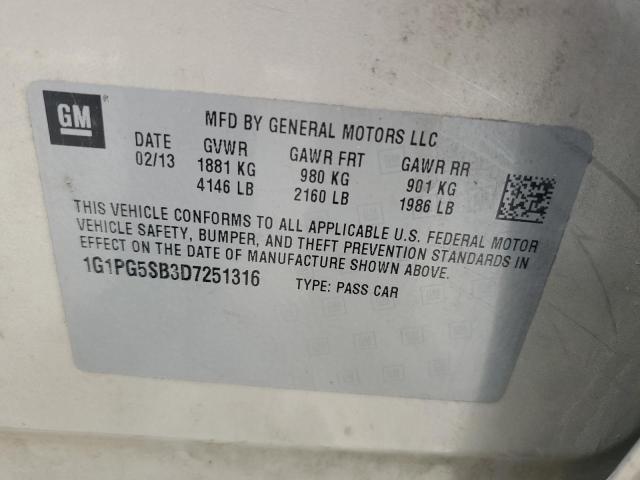 GM ®
MFD BY GENERAL MOTORS LLC
DATE GVWR GAWR FRT GAWR RR
02/13 1881 KG 980 KG 901 KG
4146 LB 2160 LB 1986 LB
THIS VEHICLE CONFORMS TO ALL APPLICABLE U.S. FEDERAL MOTOR
VEHICLE SAFETY, BUMPER, AND THEFT PREVENTION STANDARDS IN
EFFECT ON THE DATE OF MANUFACTURE SHOWN ABOVE.
1G1PG5SB3D7251316 TYPE: PASS CAR